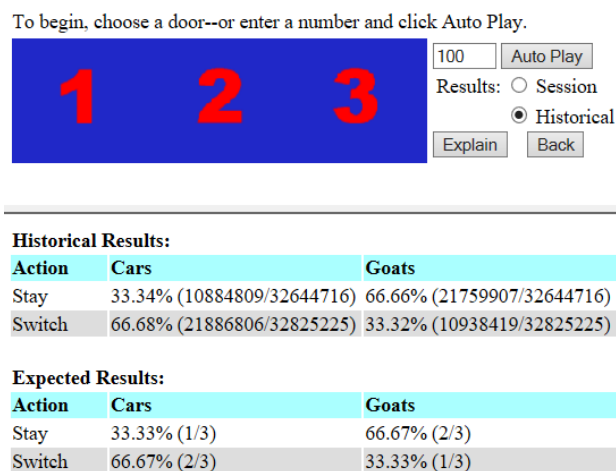 To begin, choose a door--or enter a number and click Auto Play.
1 2 3
100 Auto Play
Results: Session
Historical
Explain Back
Historical Results:
Action Cars Goats
Stay 33.34% (10884809/32644716) 66.66% (21759907/32644716)
Switch 66.68% (21886806/32825225) 33.32% (10938419/32825225)
Expected Results:
Action Cars Goats
Stay 33.33% (1/3) 66.67% (2/3)
Switch 66.67% (2/3) 33.33% (1/3)